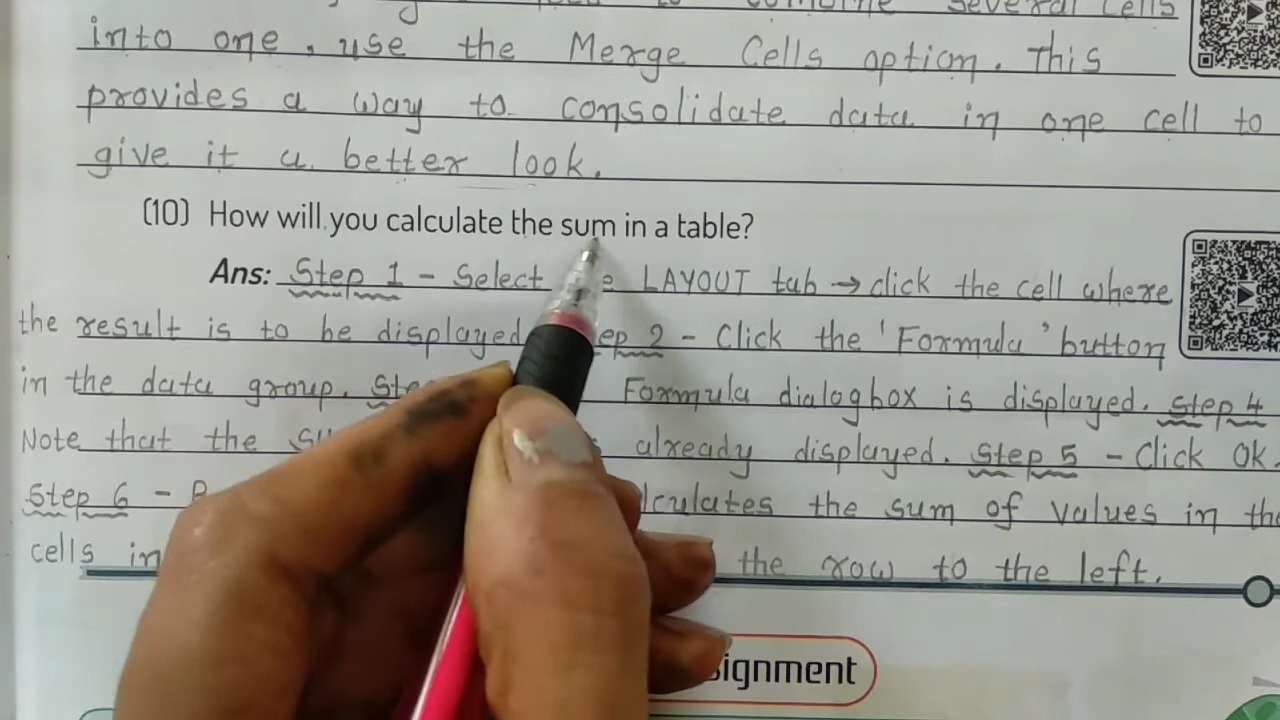 several cells
into one, use the Merge Cells option. This
provides a way to consolidate data in one cell to
give it a better look.
(10) How will you calculate the sum in a table?
Ans: Step 1 - Select LAYOUT tab → click the cell where
the result is to be displayed 2 - Click the 'Formula' button
in the data group. Formula dialogbox is displayed. Step 4
Note that the already displayed. Step 5 - Click Ok.
Step 6 - the sum of values in the
cells in the row to the left.